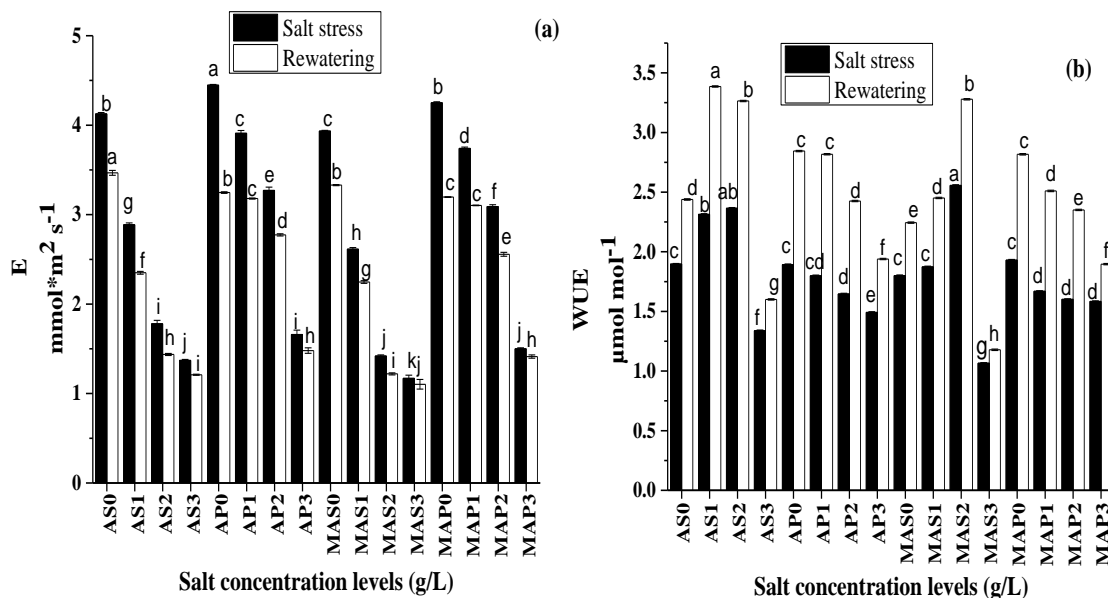 Salt stress
Rewatering
(a)
5
4
3
2
1
0
E
mmol*m² s⁻¹
b
a
g
f
i
h
j
i
a
b
c
c
e
d
i
h
c
b
h
g
j
i
k
j
b
c
d
c
f
e
j
h
AS0
AS1
AS2
AS3
AP0
AP1
AP2
AP3
MAS0
MAS1
MAS2
MAS3
MAP0
MAP1
MAP2
MAP3
Salt concentration levels (g/L)
Salt stress
Rewatering
(b)
3.5
3.0
2.5
2.0
1.5
1.0
0.5
0.0
WUE
µmol mol⁻¹
c
d
b
a
ab
b
f
g
c
c
cd
c
d
d
e
f
c
e
c
d
a
b
g
h
c
c
d
d
d
e
d
f
AS0
AS1
AS2
AS3
AP0
AP1
AP2
AP3
MAS0
MAS1
MAS2
MAS3
MAP0
MAP1
MAP2
MAP3
Salt concentration levels (g/L)